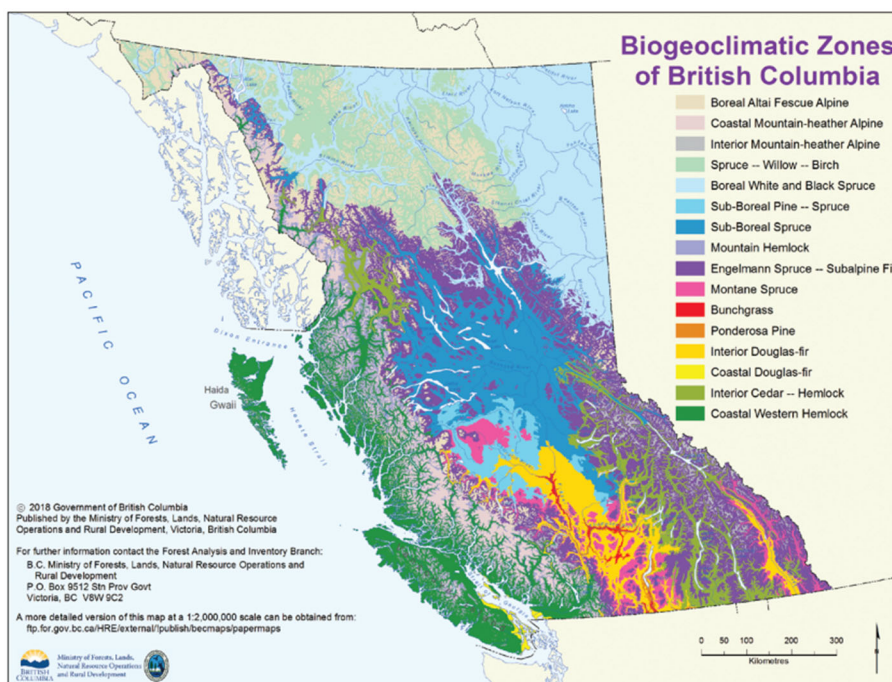 Biogeoclimatic Zones
of British Columbia
Boreal Altai Fescue Alpine
Coastal Mountain-heather Alpine
Interior Mountain-heather Alpine
Spruce -- Willow -- Birch
Boreal White and Black Spruce
Sub-Boreal Pine -- Spruce
Sub-Boreal Spruce
Mountain Hemlock
Engelmann Spruce -- Subalpine Fi
Montane Spruce
Bunchgrass
Ponderosa Pine
Interior Douglas-fir
Coastal Douglas-fir
Interior Cedar -- Hemlock
Coastal Western Hemlock
PACIFIC OCEAN
Dixon Entrance
Haida
Gwaii
Hecate Strait
© 2018 Government of British Columbia
Published by the Ministry of Forests, Lands, Natural Resource
Operations and Rural Development, Victoria, British Columbia
For further information contact the Forest Analysis and Inventory Branch:
B.C. Ministry of Forests, Lands, Natural Resource Operations and
Rural Development
P.O. Box 9512 Stn Prov Govt
Victoria, BC V8W 9C2
A more detailed version of this map at a 1:2,000,000 scale can be obtained from:
ftp.for.gov.bc.ca/HRE/external/!publish/becmaps/papermaps
BRITISH
COLUMBIA
Ministry of Forests, Lands,
Natural Resource Operations
and Rural Development
0 50 100 200 300
Kilometres